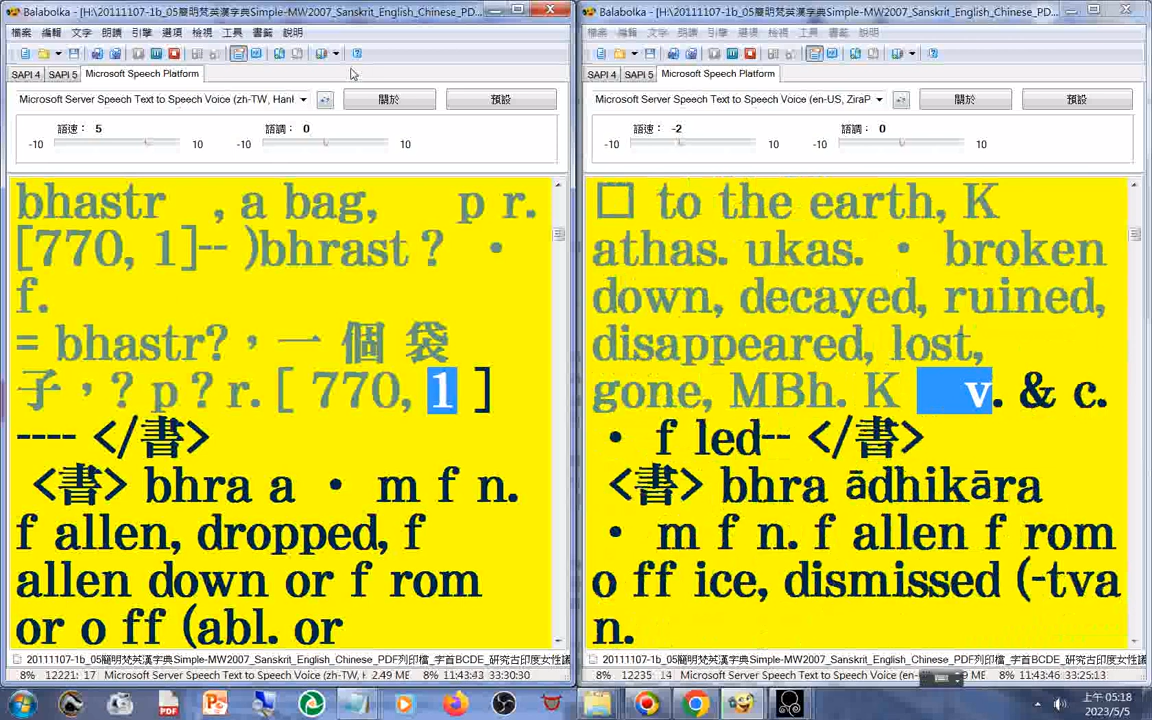 Balabolka - [H:\20111107-1b_05簡明梵英漢字典Simple-MW2007_Sanskrit_English_Chinese_PD...
檔案 編輯 文字 朗讀 引擎 選項 檢視 工具 書籤 說明
SAPI 4 SAPI 5 Microsoft Speech Platform
Microsoft Server Speech Text to Speech Voice (zh-TW, Hanl 關於 預設
語速： 5 語調： 0
-10 10 -10 10
bhastr , a bag, p r.
[770, 1]-- )bhrast ? •
f.
= bhastr?，一 個 袋
子，? p ? r. [ 770, 1 ]
---- </書>
<書> bhra a • m f n.
f allen, dropped, f
allen down or f rom
or o ff (abl. or
20111107-1b_05簡明梵英漢字典Simple-MW2007_Sanskrit_English_Chinese_PDF列印檔_字首BCDE_研究古印度女性議
8% 12221: 17 Microsoft Server Speech Text to Speech Voice (zh-TW, H 2.49 ME 8% 11:43:43 33:30:30
Balabolka - [H:\20111107-1b_05簡明梵英漢字典Simple-MW2007_Sanskrit_English_Chinese_PD...
檔案 編輯 文字 朗讀 引擎 選項 檢視 工具 書籤 說明
SAPI 4 SAPI 5 Microsoft Speech Platform
Microsoft Server Speech Text to Speech Voice (en-US, ZiraP 關於 預設
語速： -2 語調： 0
-10 10 -10 10
□ to the earth, K
athas. ukas. • broken
down, decayed, ruined,
disappeared, lost,
gone, MBh. K v. & c.
• f led-- </書>
<書> bhra ādhikāra
• m f n. f allen f rom
o ff ice, dismissed (-tva
n.
20111107-1b_05簡明梵英漢字典Simple-MW2007_Sanskrit_English_Chinese_PDF列印檔_字首BCDE_研究古印度女性議
8% 12235: 14 Microsoft Server Speech Text to Speech Voice (en-U ME 8% 11:43:46 33:25:13
上午 05:18
2023/5/5